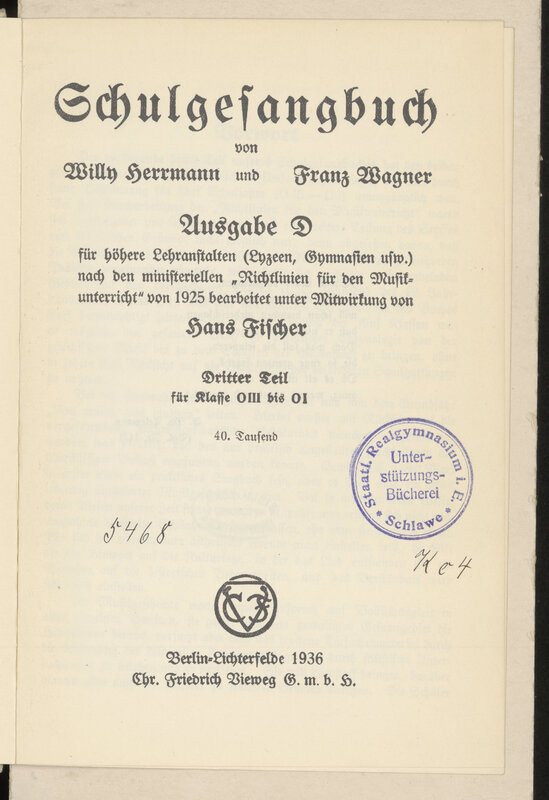 Schulgesangbuch
von
Willy Herrmann und Franz Wagner
Ausgabe D
für höhere Lehranstalten (Lyzeen, Gymnasien usw.)
nach den ministeriellen „Richtlinien für den Musik-
unterricht“ von 1925 bearbeitet unter Mitwirkung von
Hans Fischer
Dritter Teil
für Klasse OIII bis OI
40. Tausend
Staatl. Realgymnasium i. E.
Unter-
stützungs-
Bücherei
* Schlawe *
5468
Kc4
CVF
Berlin-Lichterfelde 1936
Chr. Friedrich Vieweg G. m. b. H.